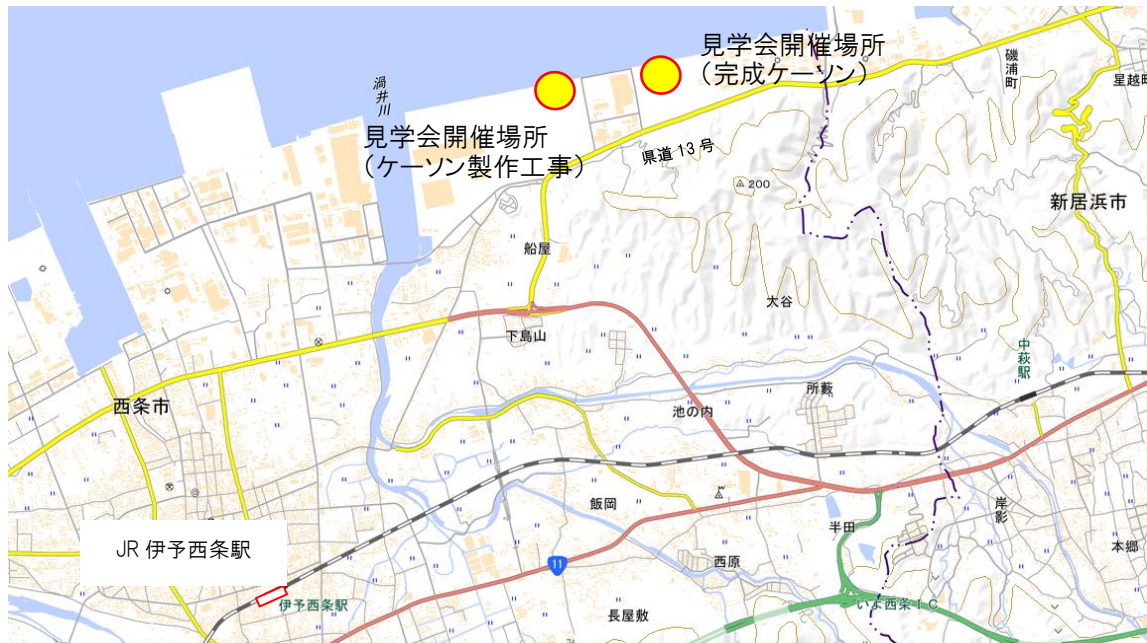 見学会開催場所
（完成ケーソン）
磯浦町
星越町
渦井川
見学会開催場所
（ケーソン製作工事）
県道 13 号
200
新居浜市
船屋
大谷
下島山
中萩駅
西条市
所藪
池の内
飯岡
岸影
半田
本郷
JR 伊予西条駅
西原
11
伊予西条駅
いよ西条IC
長屋敷